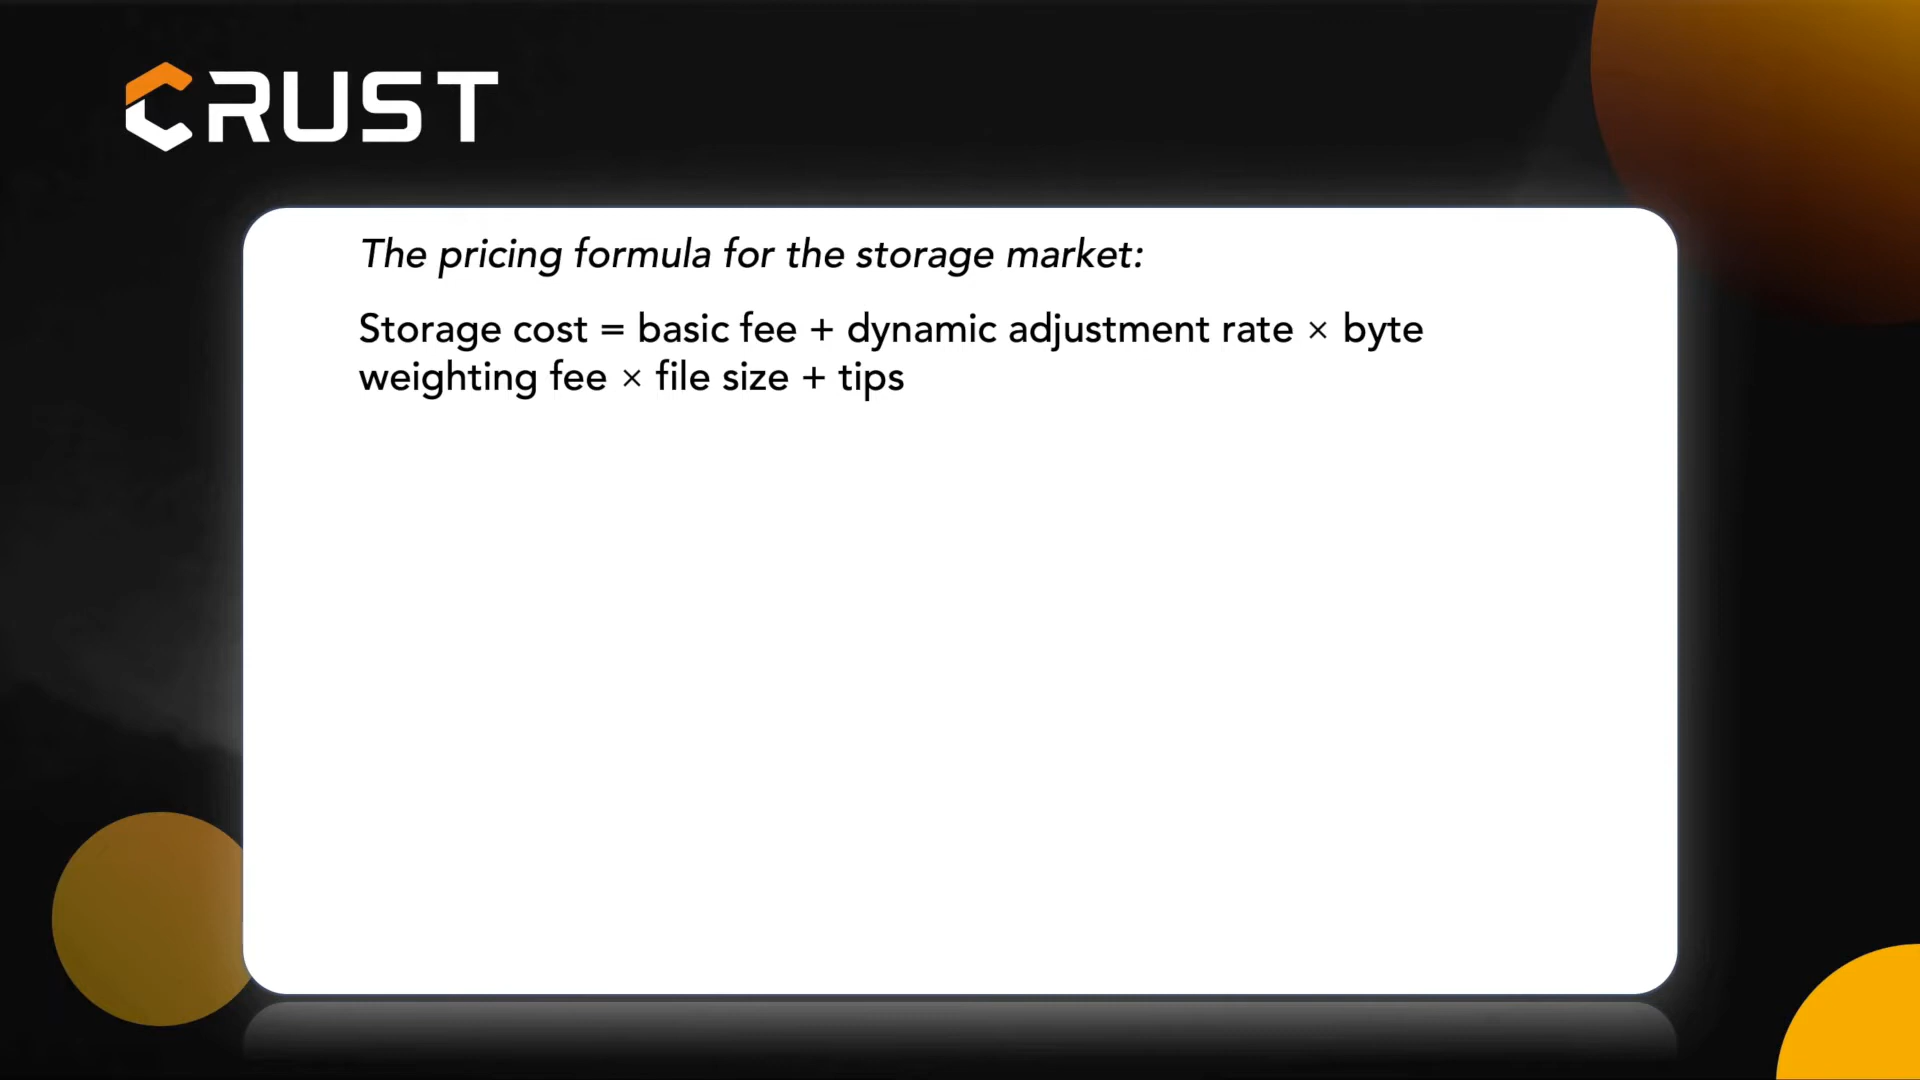 CRUST
The pricing formula for the storage market:
Storage cost = basic fee + dynamic adjustment rate × byte
weighting fee × file size + tips